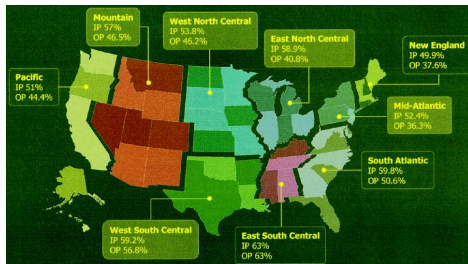 Mountain
IP 57%
OP 46.5%
West North Central
IP 53.8%
OP 46.2%
East North Central
IP 58.9%
OP 40.8%
New England
IP 49.9%
OP 37.6%
Pacific
IP 51%
OP 44.4%
Mid-Atlantic
IP 52.4%
OP 36.3%
South Atlantic
IP 59.8%
OP 50.6%
West South Central
IP 59.2%
OP 56.8%
East South Central
IP 63%
OP 63%